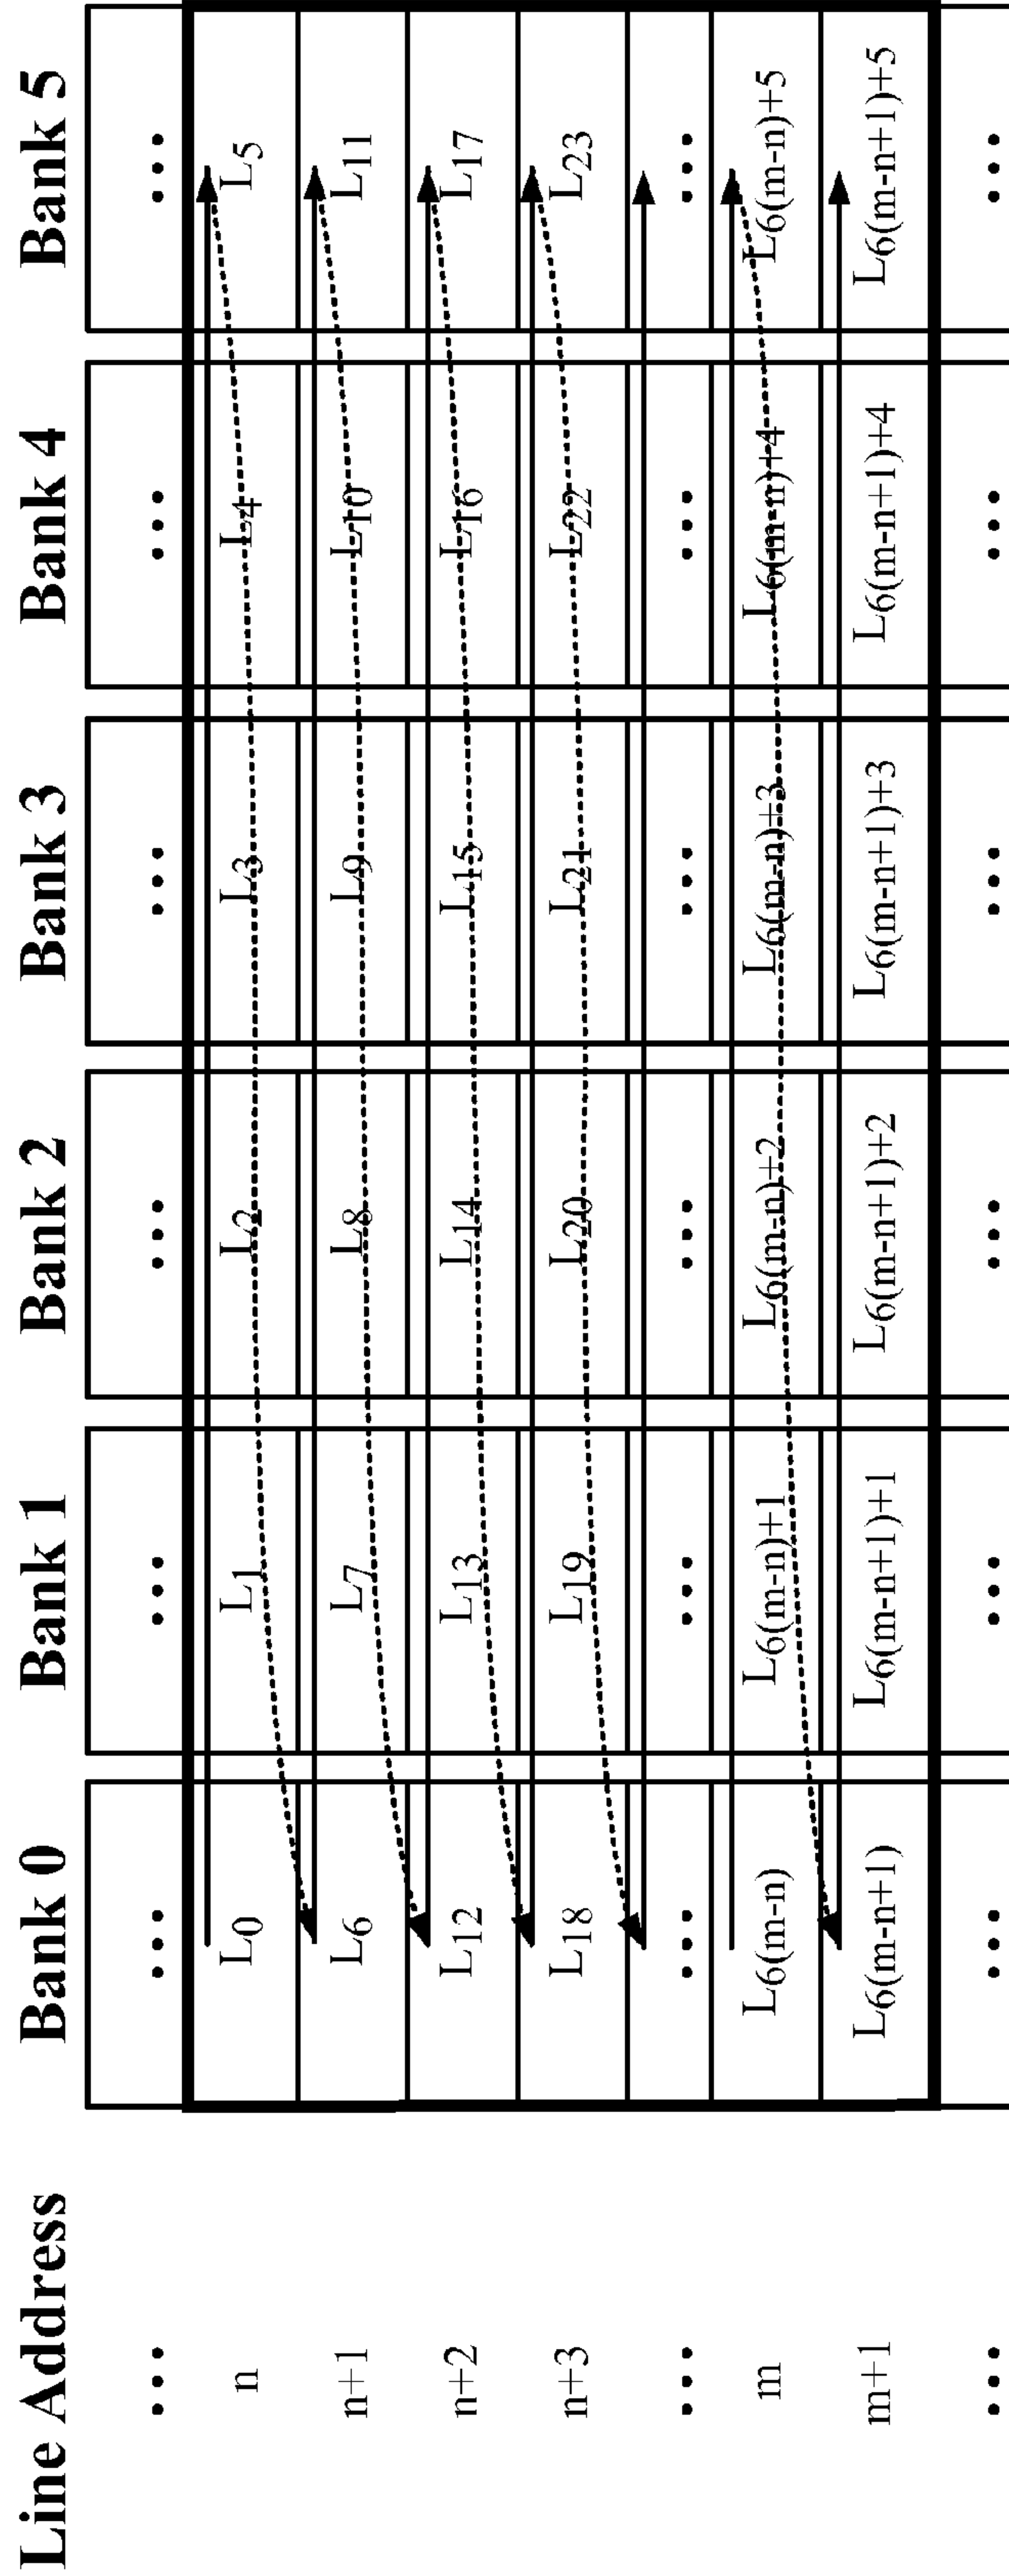 Line Address Bank 0 Bank 1 Bank 2 Bank 3 Bank 4 Bank 5
••• ••• ••• ••• ••• ••• •••
n L0 L1 L2 L3 L4 L5
n+1 L6 L7 L8 L9 L10 L11
n+2 L12 L13 L14 L15 L16 L17
n+3 L18 L19 L20 L21 L22 L23
••• ••• ••• ••• ••• ••• •••
m L6(m-n) L6(m-n)+1 L6(m-n)+2 L6(m-n)+3 L6(m-n)+4 L6(m-n)+5
m+1 L6(m-n+1) L6(m-n+1)+1 L6(m-n+1)+2 L6(m-n+1)+3 L6(m-n+1)+4 L6(m-n+1)+5
••• ••• ••• ••• ••• ••• •••